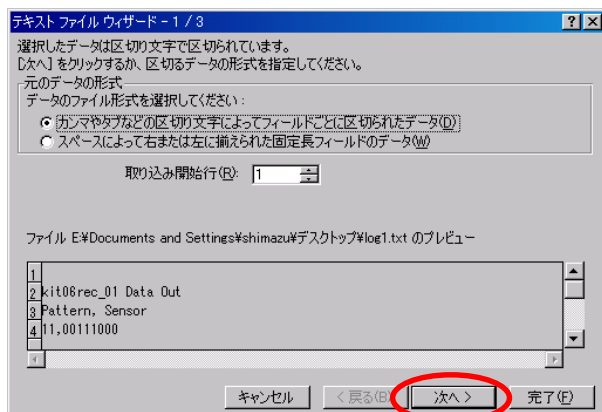 テキスト ファイル ウィザード - 1 / 3
選択したデータは区切り文字で区切られています。
[次へ] をクリックするか、区切るデータの形式を指定してください。
元のデータの形式
データのファイル形式を選択してください：
カンマやタブなどの区切り文字によってフィールドごとに区切られたデータ(D)
スペースによって右または左に揃えられた固定長フィールドのデータ(W)
取り込み開始行(R): 1
ファイル E:¥Documents and Settings¥shimazu¥デスクトップ¥log1.txt のプレビュー
1
2 kit06rec_01 Data Out
3 Pattern, Sensor
4 11,00111000
キャンセル < 戻る(B) 次へ > 完了(F)